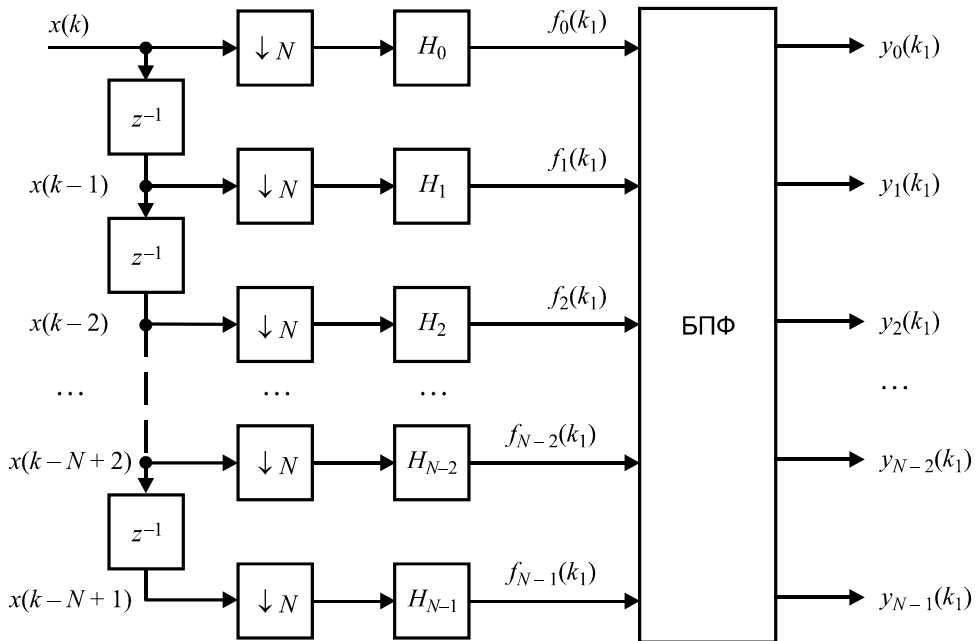 x(k) ↓ N H₀ f₀(k₁) y₀(k₁)
z⁻¹
x(k – 1) ↓ N H₁ f₁(k₁) y₁(k₁)
z⁻¹
x(k – 2) ↓ N H₂ f₂(k₁) БПФ y₂(k₁)
… … … …
x(k – N + 2) ↓ N H_{N–2} f_{N – 2}(k₁) y_{N – 2}(k₁)
z⁻¹
x(k – N + 1) ↓ N H_{N–1} f_{N – 1}(k₁) y_{N – 1}(k₁)